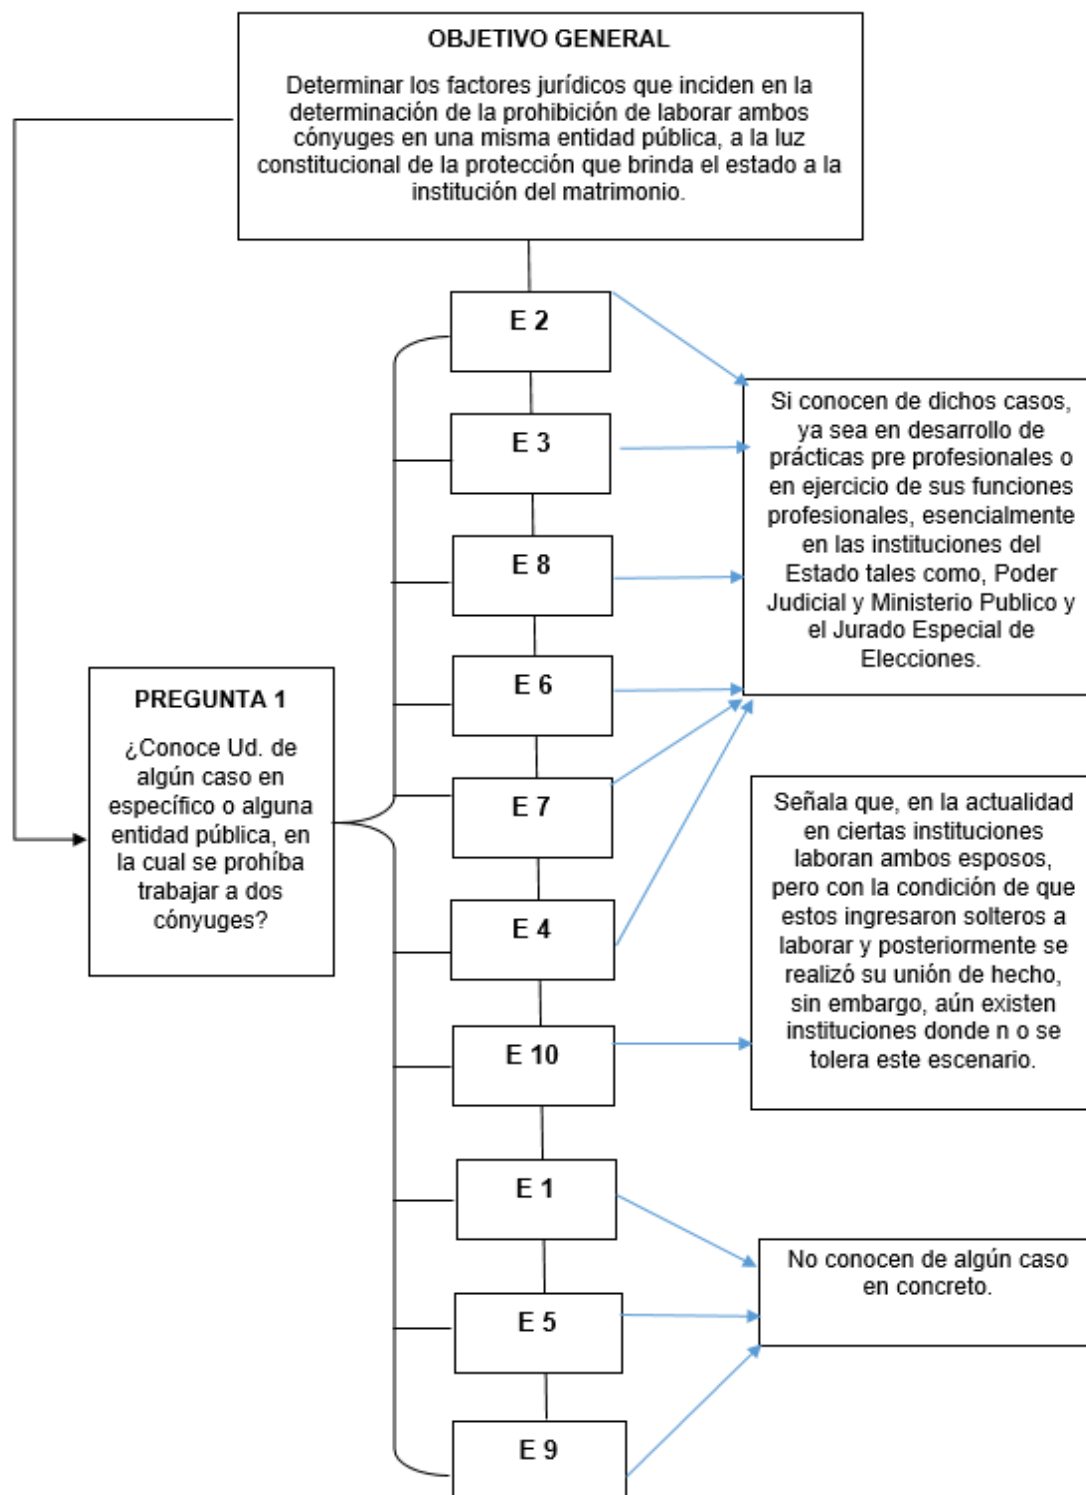 OBJETIVO GENERAL
Determinar los factores jurídicos que inciden en la
determinación de la prohibición de laborar ambos
cónyuges en una misma entidad pública, a la luz
constitucional de la protección que brinda el estado a la
institución del matrimonio.
E 2
E 3
E 8
E 6
E 7
E 4
E 10
E 1
E 5
E 9
PREGUNTA 1
¿Conoce Ud. de
algún caso en
específico o alguna
entidad pública, en
la cual se prohíba
trabajar a dos
cónyuges?
Si conocen de dichos casos,
ya sea en desarrollo de
prácticas pre profesionales o
en ejercicio de sus funciones
profesionales, esencialmente
en las instituciones del
Estado tales como, Poder
Judicial y Ministerio Publico y
el Jurado Especial de
Elecciones.
Señala que, en la actualidad
en ciertas instituciones
laboran ambos esposos,
pero con la condición de que
estos ingresaron solteros a
laborar y posteriormente se
realizó su unión de hecho,
sin embargo, aún existen
instituciones donde n o se
tolera este escenario.
No conocen de algún caso
en concreto.